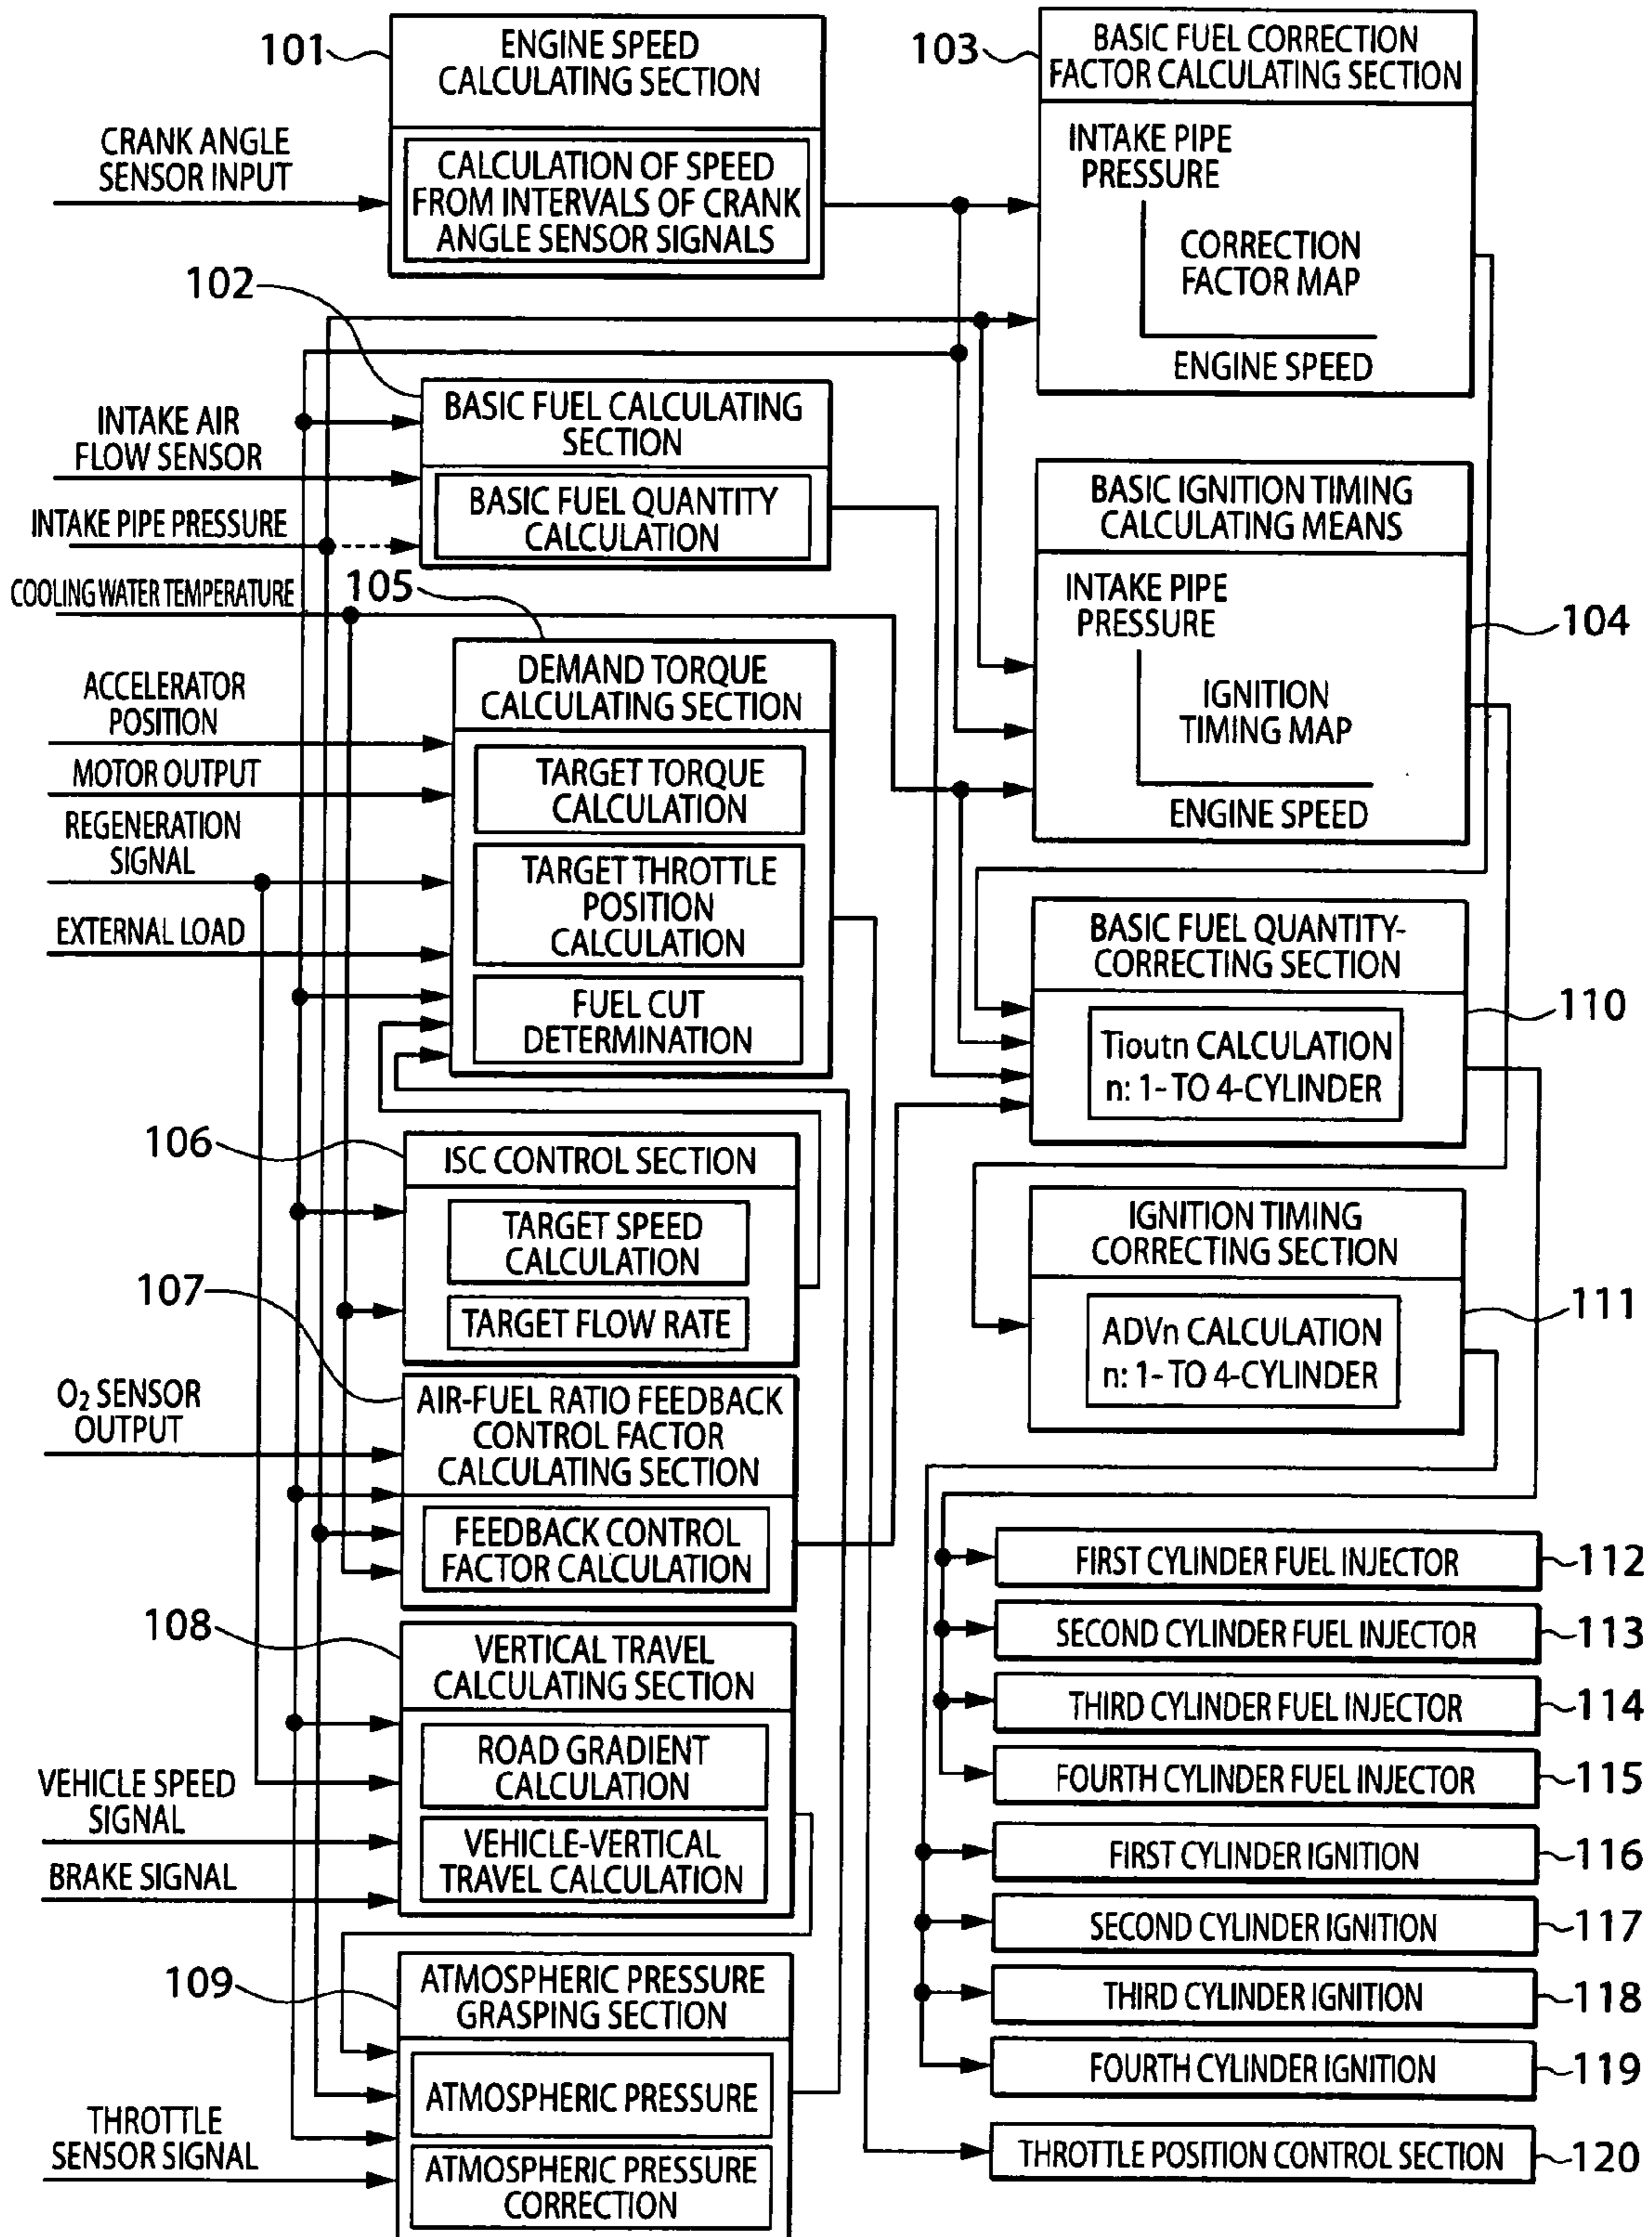 101
ENGINE SPEED
CALCULATING SECTION
CALCULATION OF SPEED
FROM INTERVALS OF CRANK
ANGLE SENSOR SIGNALS
CRANK ANGLE
SENSOR INPUT
103
BASIC FUEL CORRECTION
FACTOR CALCULATING SECTION
INTAKE PIPE
PRESSURE
CORRECTION
FACTOR MAP
ENGINE SPEED
102
BASIC FUEL CALCULATING
SECTION
BASIC FUEL QUANTITY
CALCULATION
INTAKE AIR
FLOW SENSOR
INTAKE PIPE PRESSURE
COOLING WATER TEMPERATURE
BASIC IGNITION TIMING
CALCULATING MEANS
INTAKE PIPE
PRESSURE
IGNITION
TIMING MAP
ENGINE SPEED
104
105
DEMAND TORQUE
CALCULATING SECTION
TARGET TORQUE
CALCULATION
TARGET THROTTLE
POSITION
CALCULATION
FUEL CUT
DETERMINATION
ACCELERATOR
POSITION
MOTOR OUTPUT
REGENERATION
SIGNAL
EXTERNAL LOAD
BASIC FUEL QUANTITY-
CORRECTING SECTION
Tioutn CALCULATION
n: 1- TO 4-CYLINDER
110
106
ISC CONTROL SECTION
TARGET SPEED
CALCULATION
TARGET FLOW RATE
IGNITION TIMING
CORRECTING SECTION
ADVn CALCULATION
n: 1- TO 4-CYLINDER
111
107
AIR-FUEL RATIO FEEDBACK
CONTROL FACTOR
CALCULATING SECTION
FEEDBACK CONTROL
FACTOR CALCULATION
O2 SENSOR
OUTPUT
108
VERTICAL TRAVEL
CALCULATING SECTION
ROAD GRADIENT
CALCULATION
VEHICLE-VERTICAL
TRAVEL CALCULATION
VEHICLE SPEED
SIGNAL
BRAKE SIGNAL
109
ATMOSPHERIC PRESSURE
GRASPING SECTION
ATMOSPHERIC PRESSURE
ATMOSPHERIC PRESSURE
CORRECTION
THROTTLE
SENSOR SIGNAL
FIRST CYLINDER FUEL INJECTOR 112
SECOND CYLINDER FUEL INJECTOR 113
THIRD CYLINDER FUEL INJECTOR 114
FOURTH CYLINDER FUEL INJECTOR 115
FIRST CYLINDER IGNITION 116
SECOND CYLINDER IGNITION 117
THIRD CYLINDER IGNITION 118
FOURTH CYLINDER IGNITION 119
THROTTLE POSITION CONTROL SECTION 120